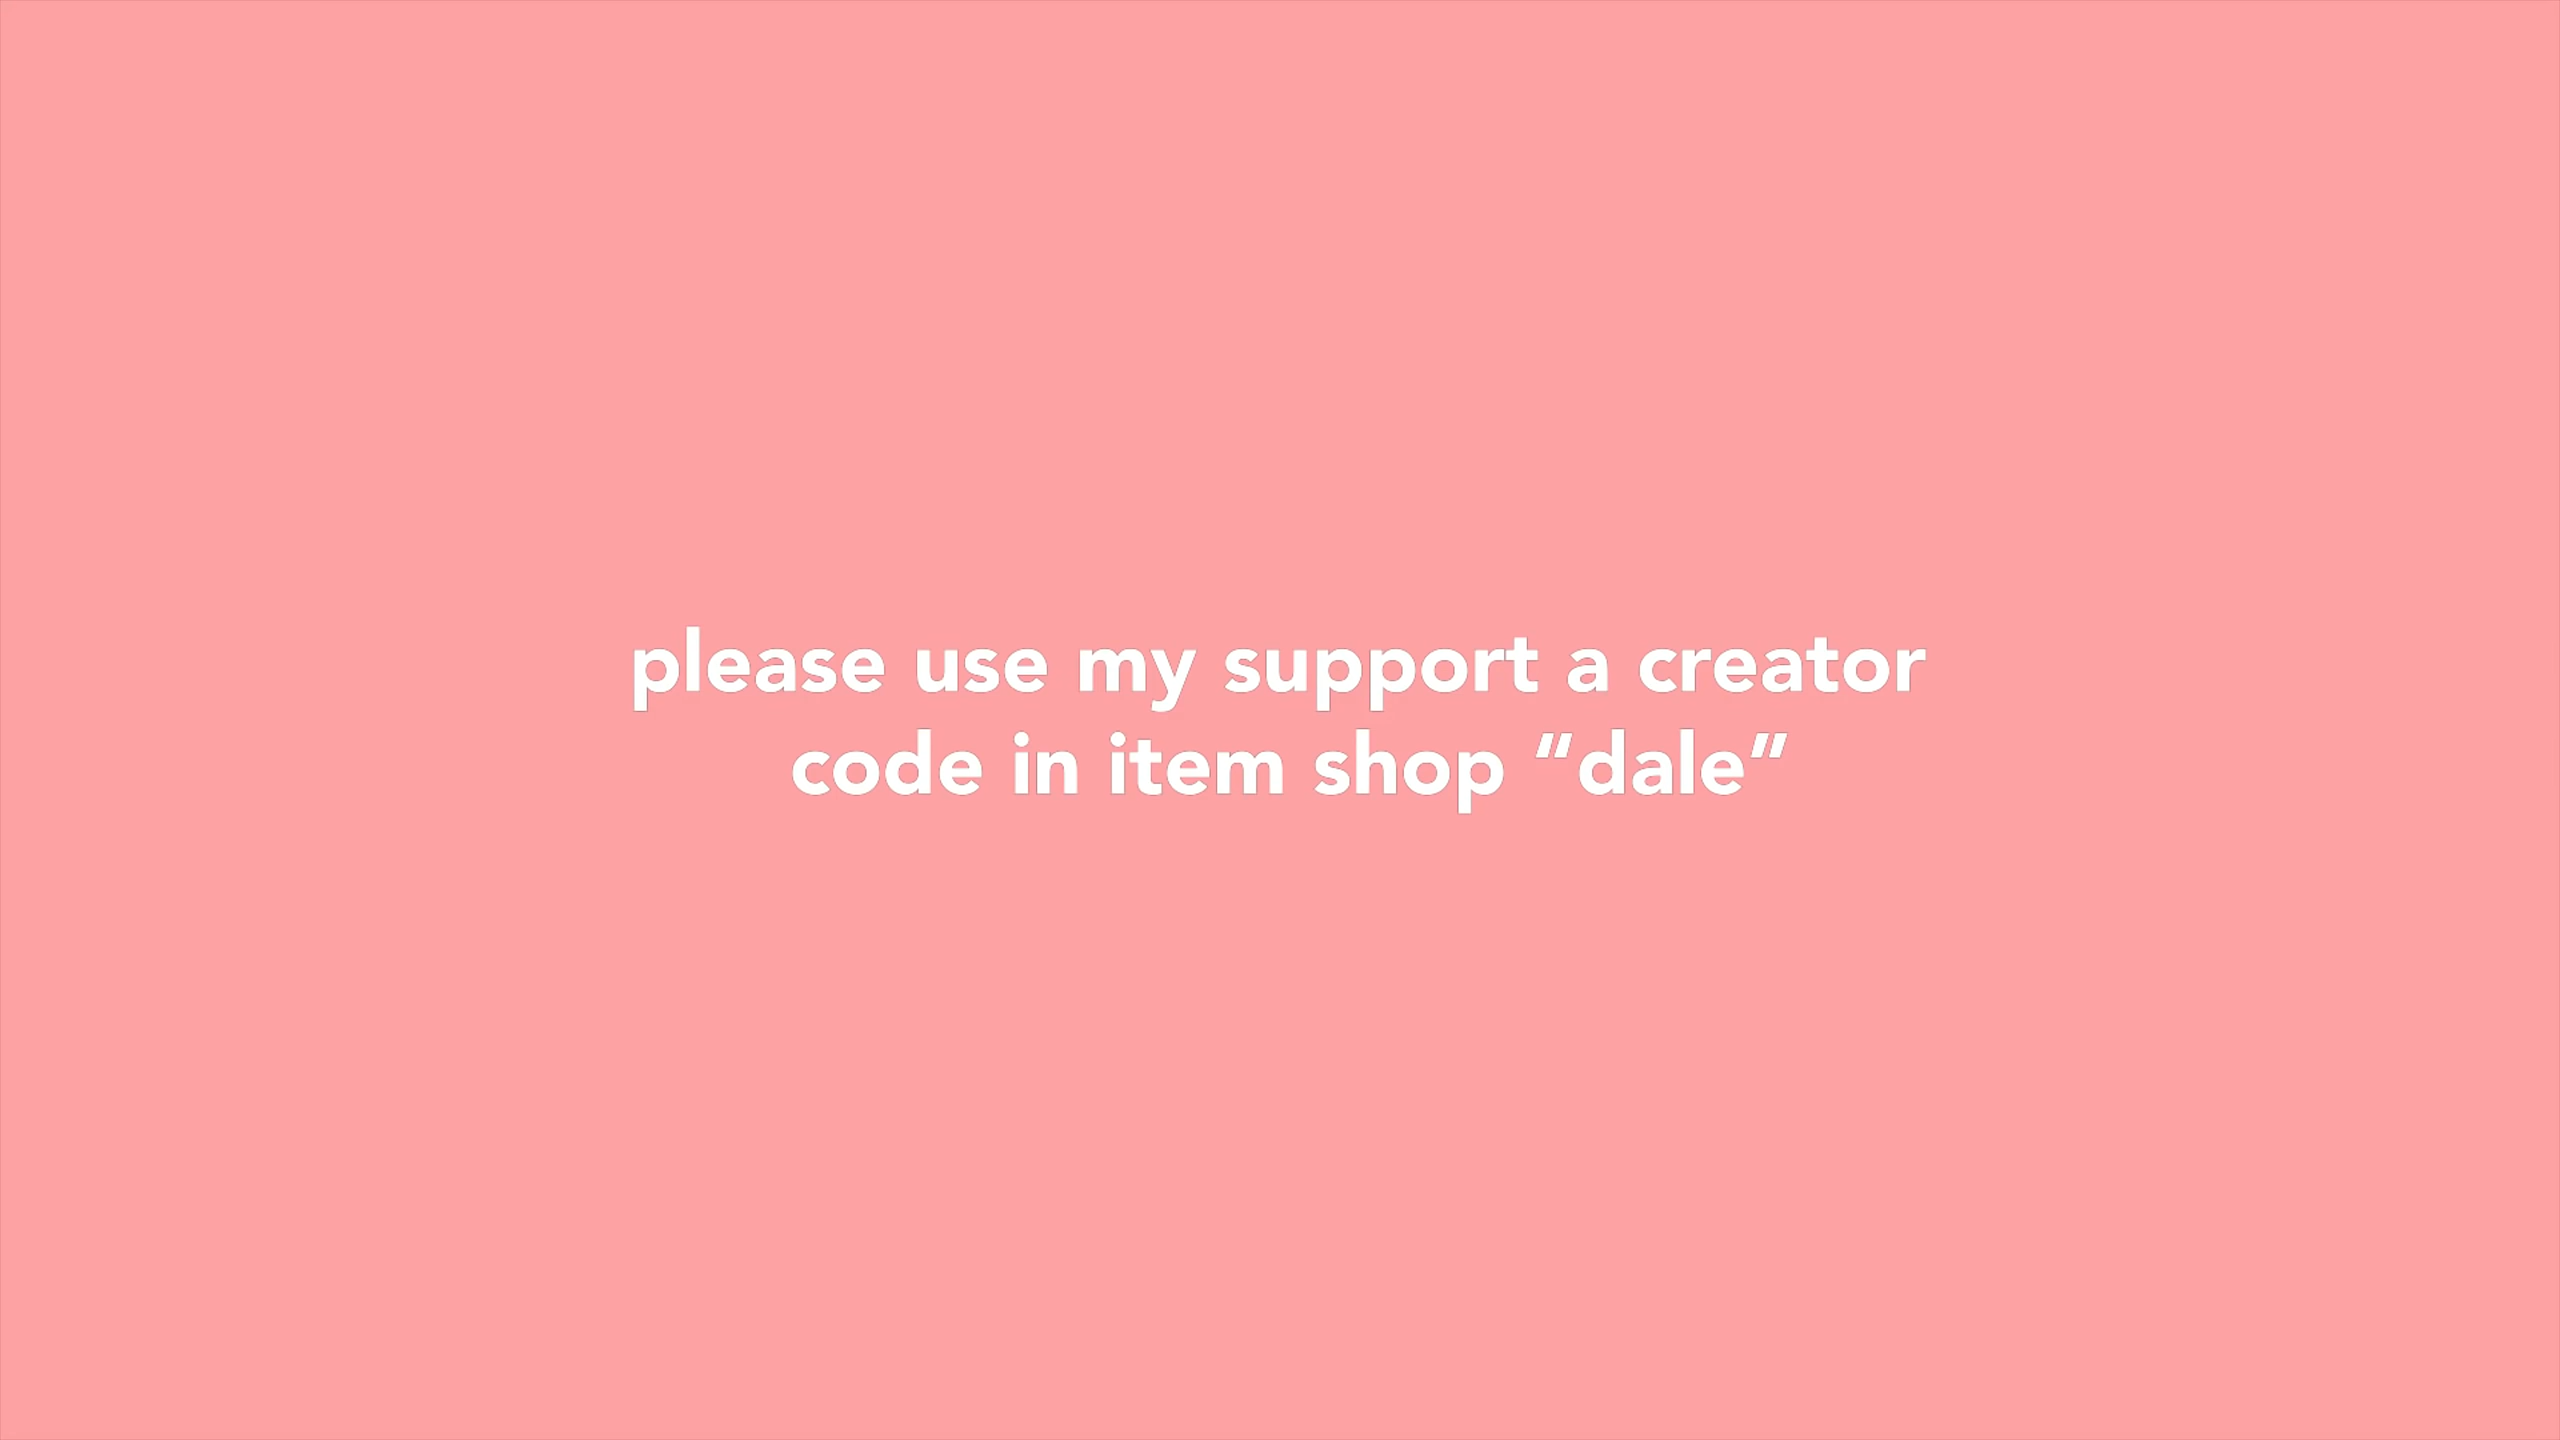 please use my support a creator
code in item shop “dale”